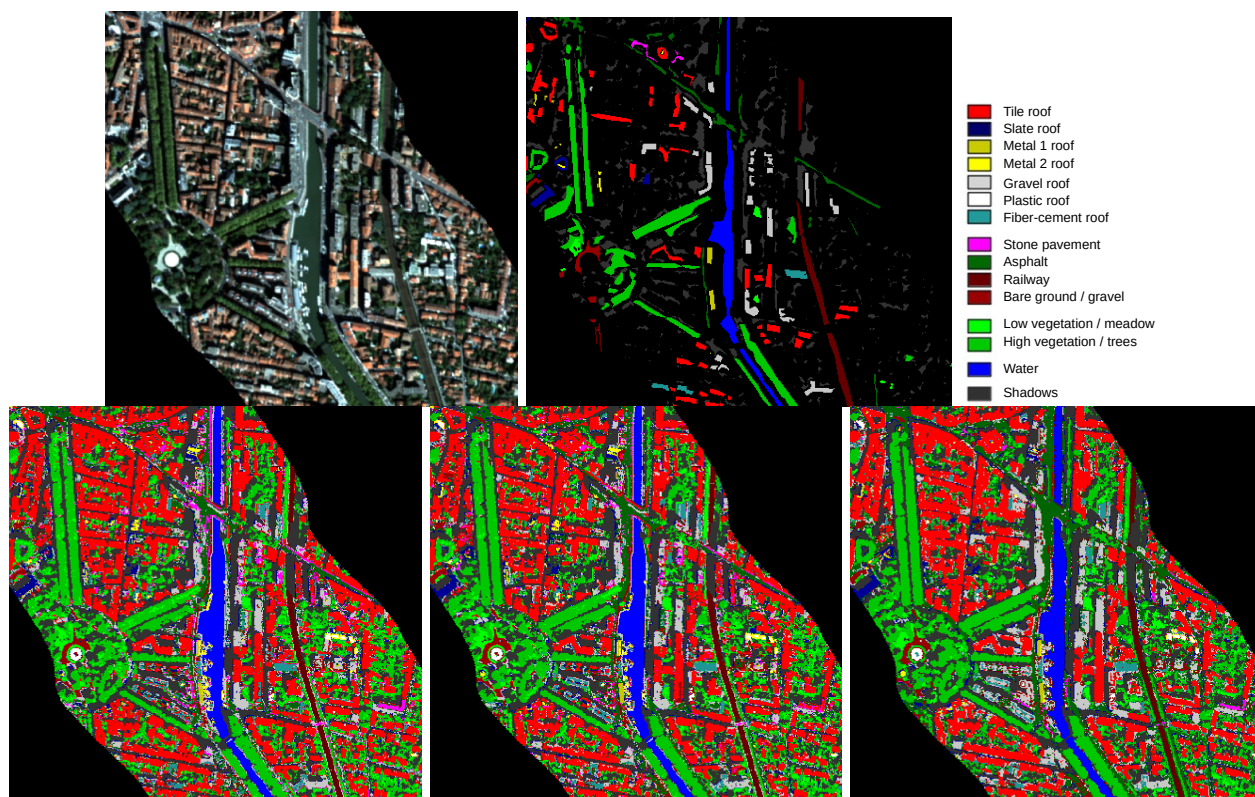 Tile roof
Slate roof
Metal 1 roof
Metal 2 roof
Gravel roof
Plastic roof
Fiber-cement roof
Stone pavement
Asphalt
Railway
Bare ground / gravel
Low vegetation / meadow
High vegetation / trees
Water
Shadows